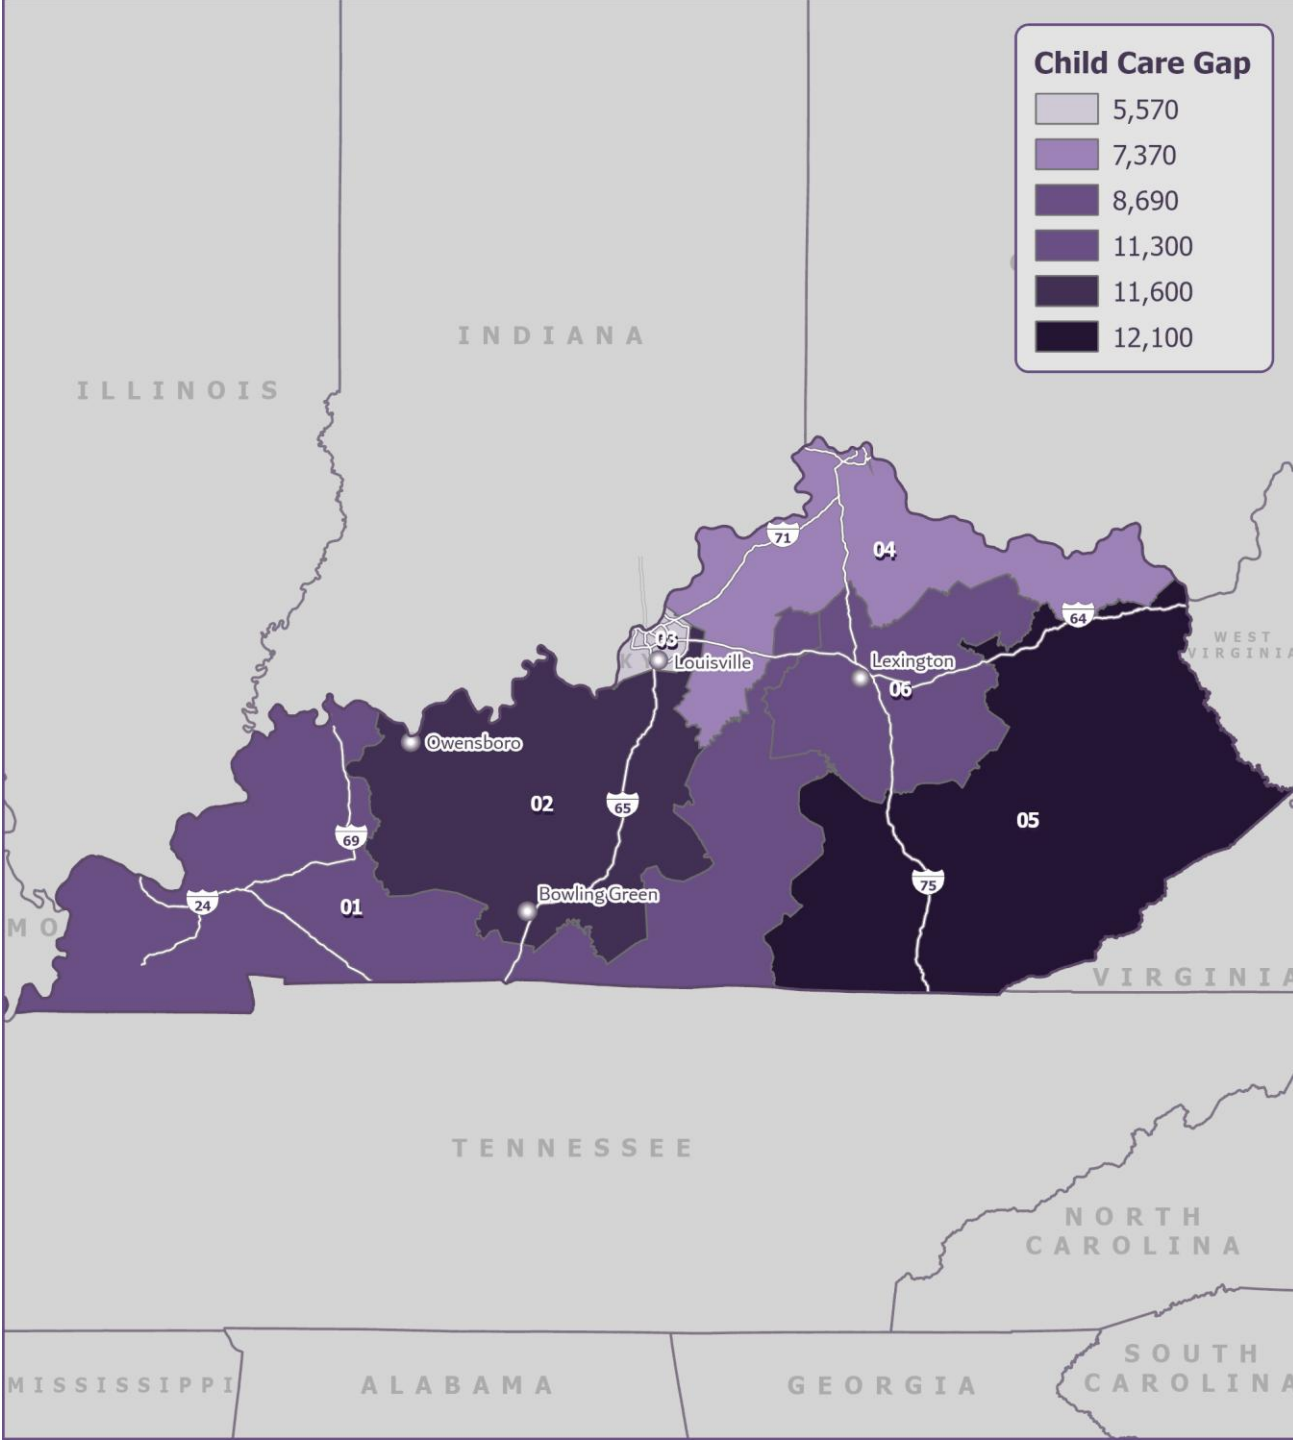 Child Care Gap
5,570
7,370
8,690
11,300
11,600
12,100
INDIANA
ILLINOIS
71
04
64
WEST
VIRGINIA
03
KY
Louisville
Lexington
06
Owensboro
02
65
05
69
75
Bowling Green
24
01
MO
VIRGINIA
TENNESSEE
NORTH
CAROLINA
SOUTH
CAROLINA
MISSISSIPPI
ALABAMA
GEORGIA